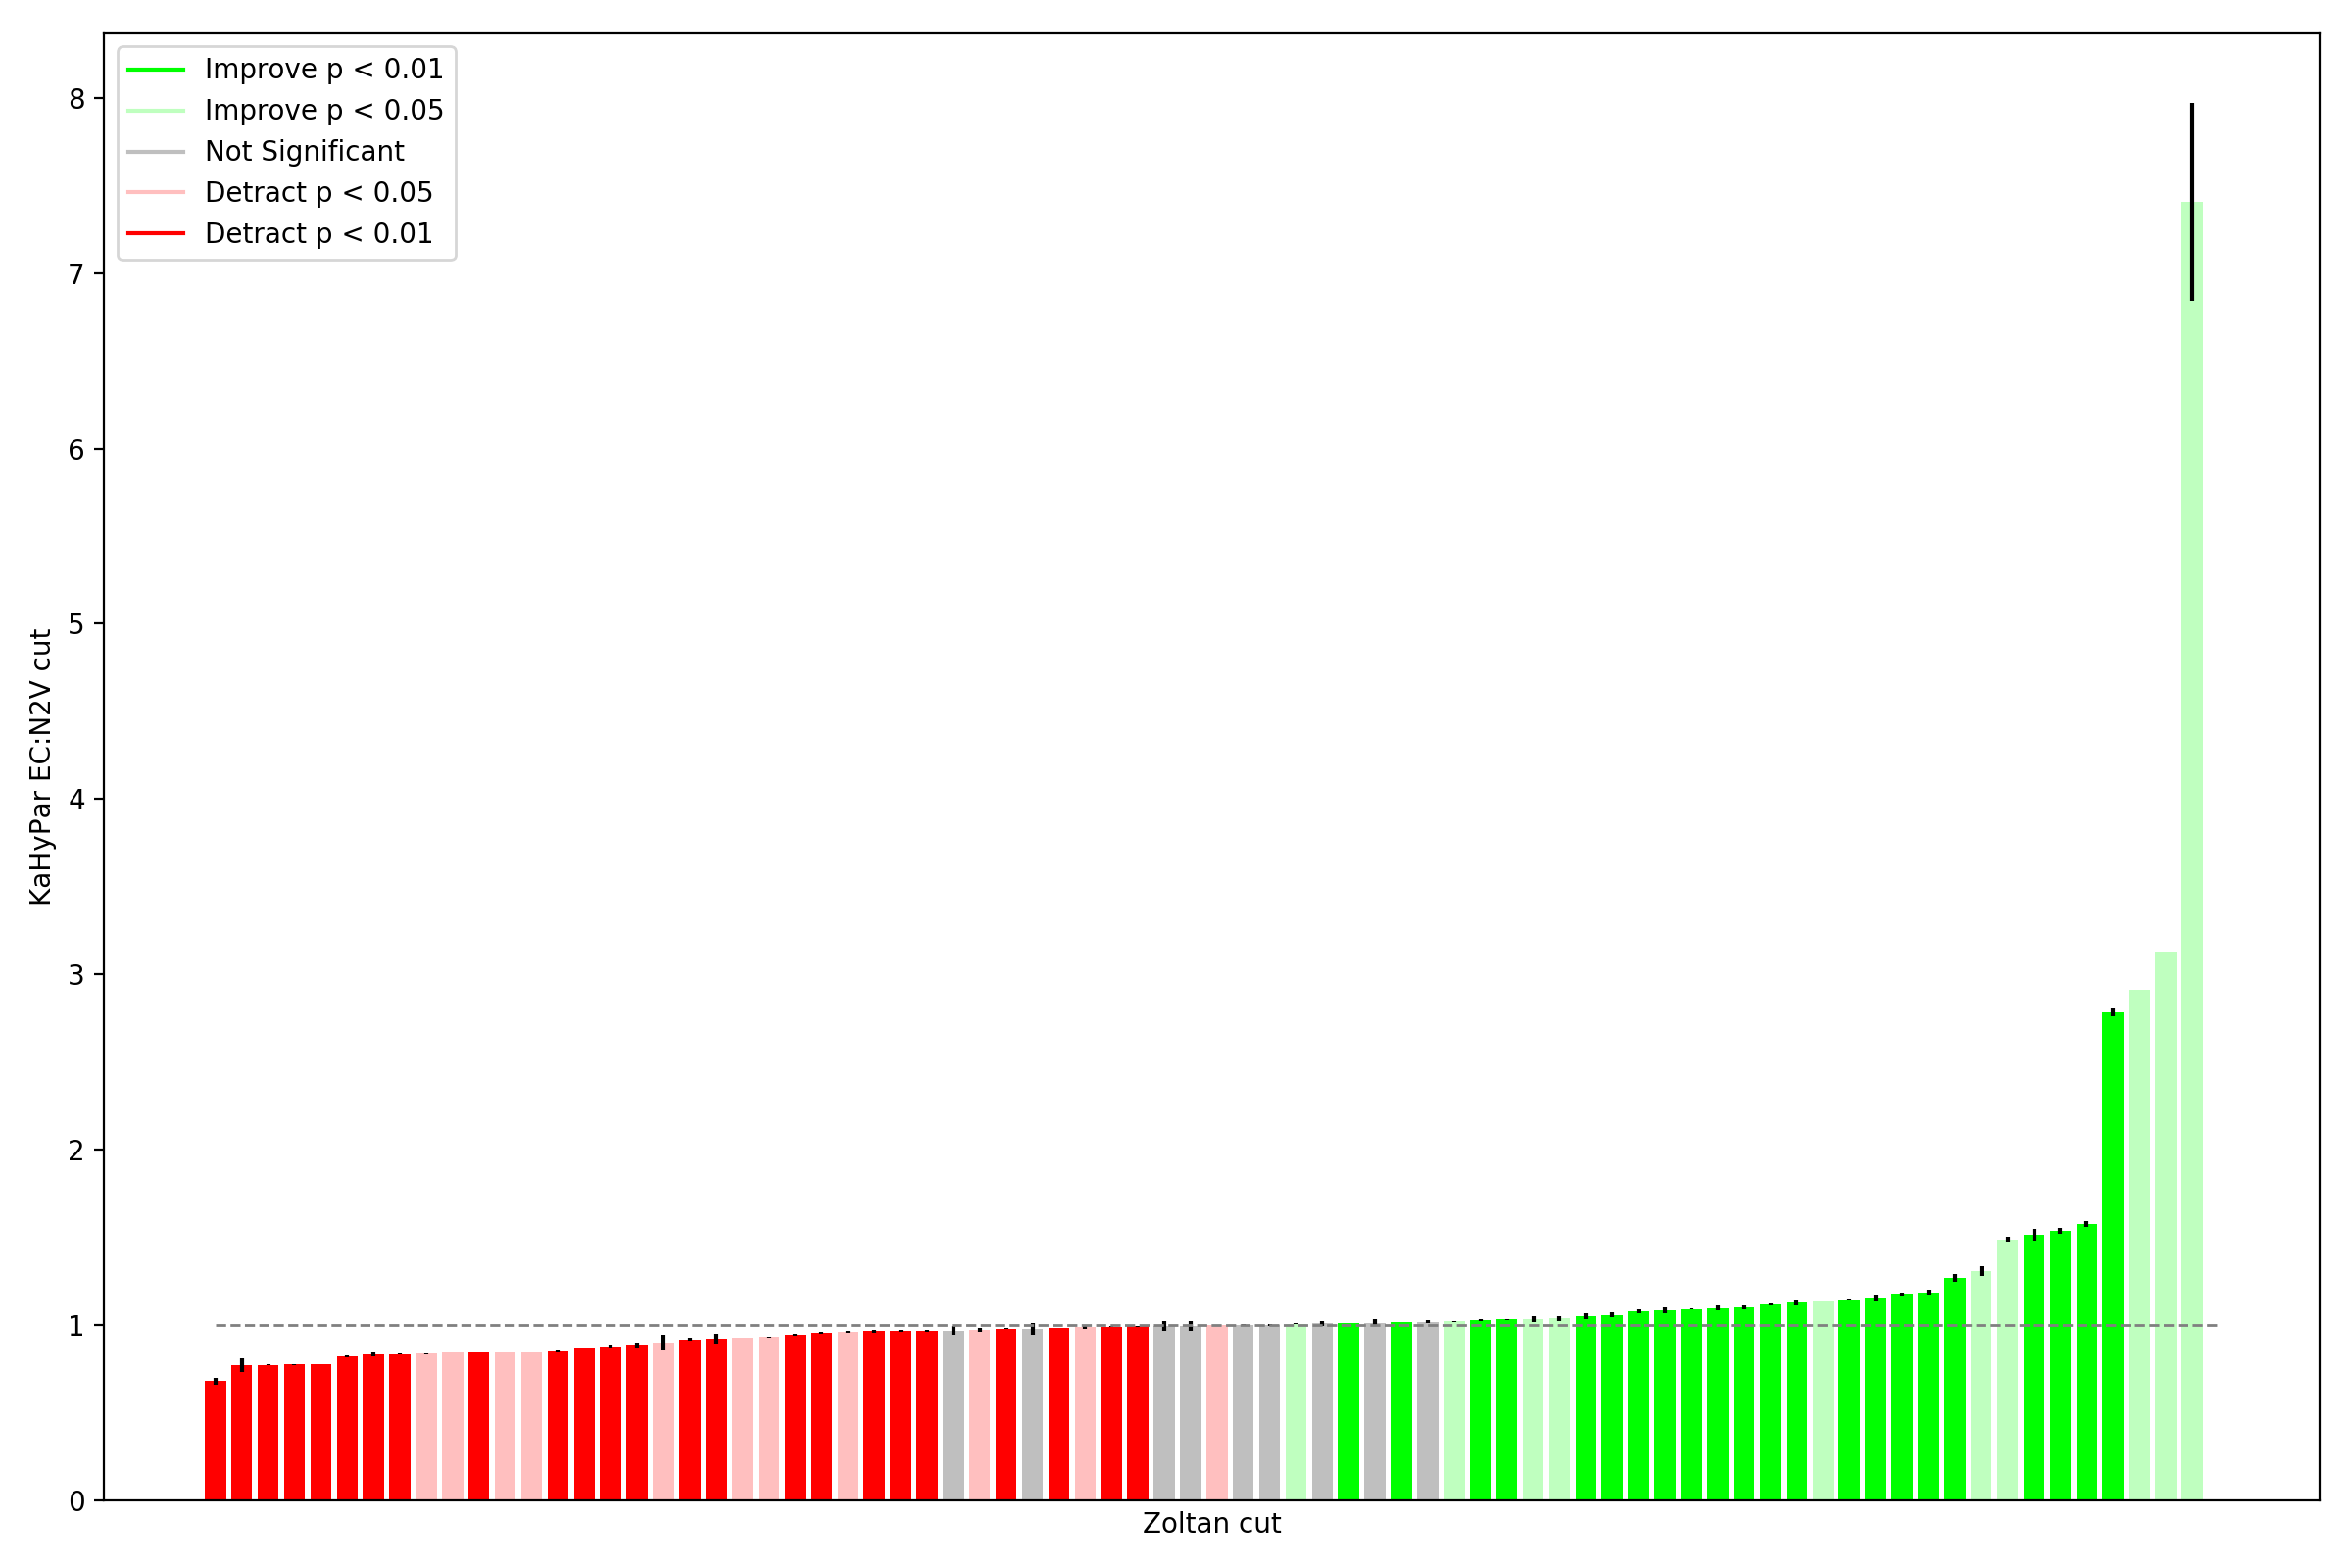 Improve p < 0.01
Improve p < 0.05
Not Significant
Detract p < 0.05
Detract p < 0.01
8
7
6
5
4
3
2
1
0
KaHyPar EC:N2V cut
Zoltan cut